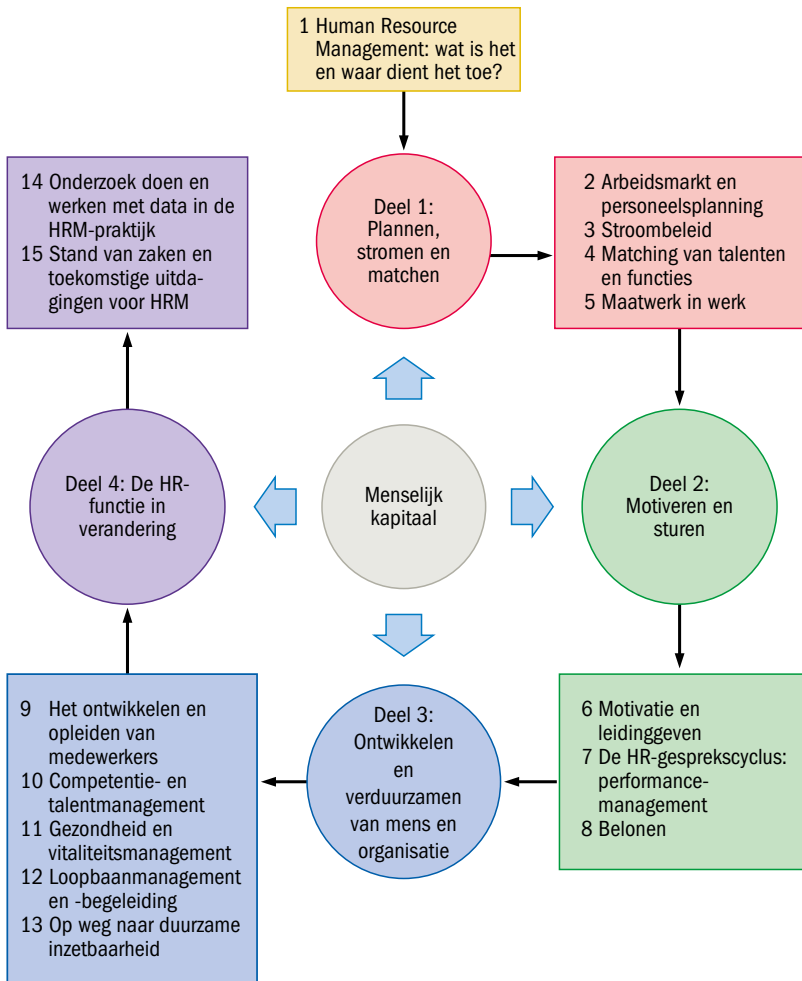 1 Human Resource
Management: wat is het
en waar dient het toe?
Deel 1:
Plannen,
stromen en
matchen
2 Arbeidsmarkt en
personeelsplanning
3 Stroombeleid
4 Matching van talenten
en functies
5 Maatwerk in werk
Deel 2:
Motiveren en
sturen
6 Motivatie en
leidinggeven
7 De HR-gesprekscyclus:
performance-
management
8 Belonen
Deel 3:
Ontwikkelen
en
verduurzamen
van mens en
organisatie
9 Het ontwikkelen en
opleiden van
medewerkers
10 Competentie- en
talentmanagement
11 Gezondheid en
vitaliteitsmanagement
12 Loopbaanmanagement
en -begeleiding
13 Op weg naar duurzame
inzetbaarheid
Deel 4: De HR-
functie in
verandering
14 Onderzoek doen en
werken met data in de
HRM-praktijk
15 Stand van zaken en
toekomstige uitda-
gingen voor HRM
Menselijk
kapitaal